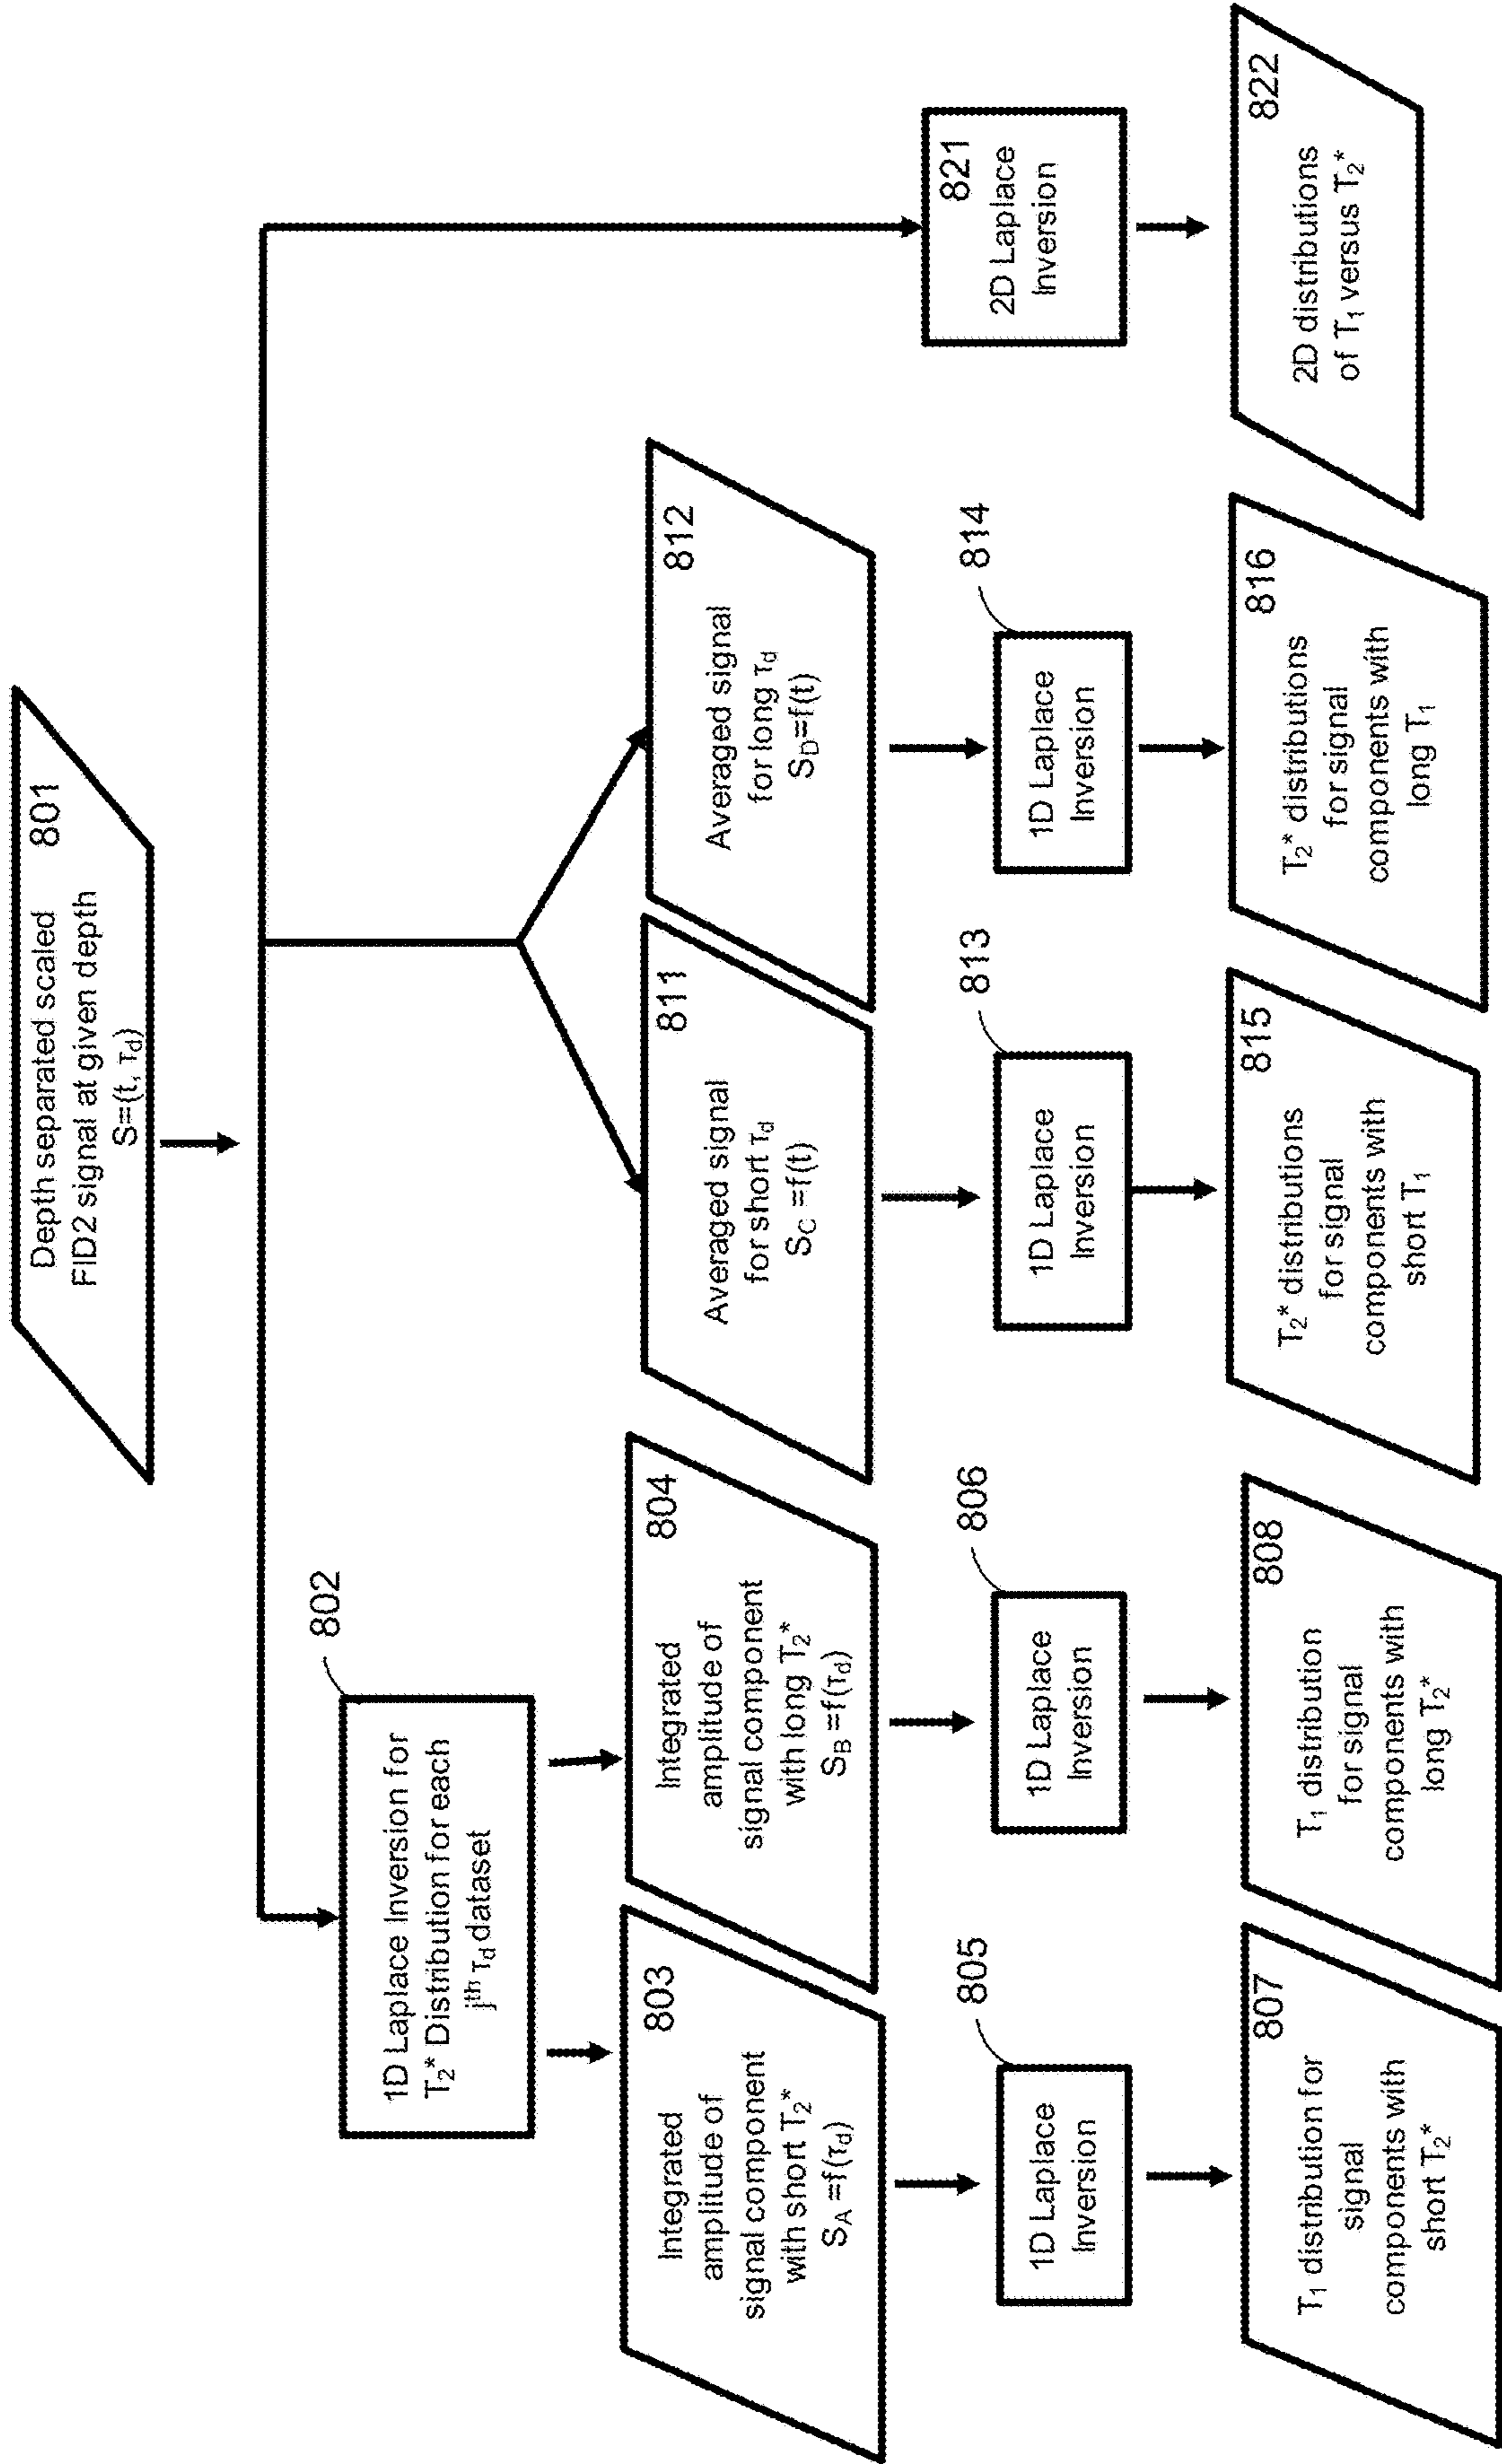 Depth separated scaled 801
FID2 signal at given depth
S=(t, τd)
802
1D Laplace Inversion for
T2* Distribution for each
jth τd dataset
803
Integrated
amplitude of
signal component
with short T2*
SA =f(τd)
804
Integrated
amplitude of
signal component
with long T2*
SB =f(τd)
811
Averaged signal
for short τd
SC =f(t)
812
Averaged signal
for long τd
SD=f(t)
821
2D Laplace
Inversion
805
1D Laplace
Inversion
806
1D Laplace
Inversion
813
1D Laplace
Inversion
814
1D Laplace
Inversion
807
T1 distribution for
signal
components with
short T2*
808
T1 distribution
for signal
components with
long T2*
815
T2* distributions
for signal
components with
short T1
816
T2* distributions
for signal
components with
long T1
822
2D distributions
of T1 versus T2*